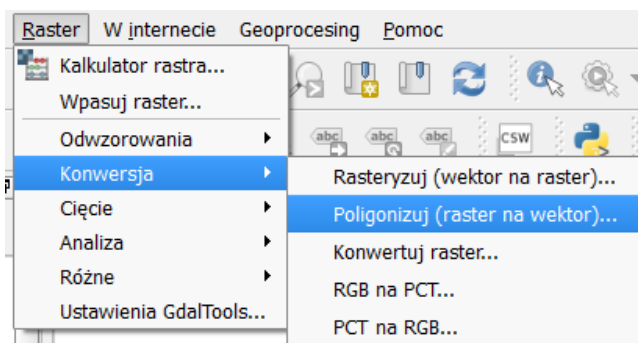 Raster W internecie Geoprocesing Pomoc
Kalkulator rastra...
Wpasuj raster...
Odwzorowania
abc abc abc CSW
Konwersja
Rasteryzuj (wektor na raster)...
Cięcie
Poligonizuj (raster na wektor)...
Analiza
Konwertuj raster...
Różne
RGB na PCT...
Ustawienia GdalTools...
PCT na RGB...